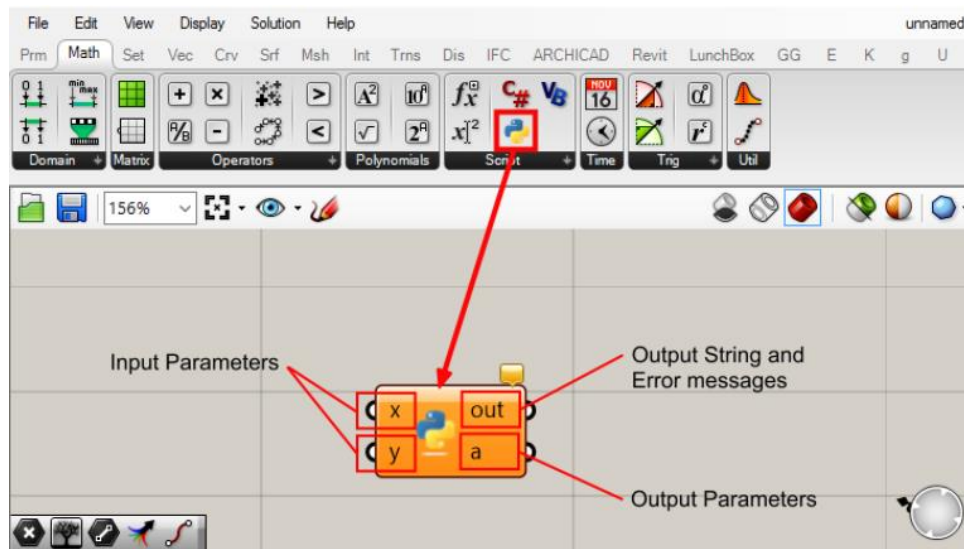 File Edit View Display Solution Help unnamed
Prm Math Set Vec Crv Srf Msh Int Trns Dis IFC ARCHICAD Revit LunchBox GG E K g U
Domain Matrix Operators Polynomials Script Time Trig Util
156%
Input Parameters
Output String and
Error messages
x out
y a
Output Parameters